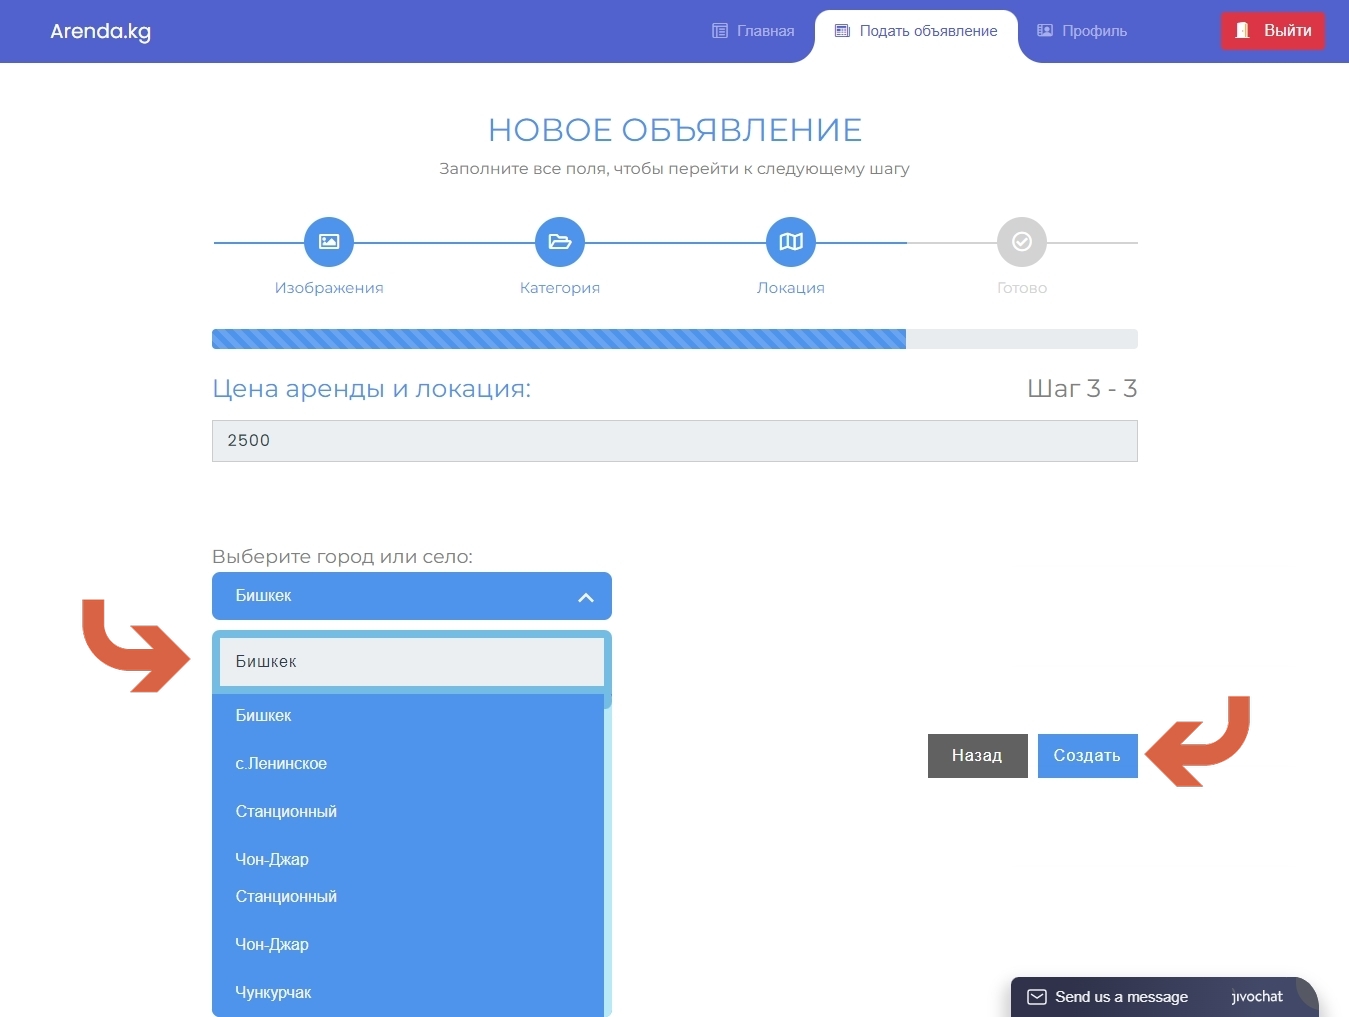 Arenda.kg
Главная
Подать объявление
Профиль
Выйти
НОВОЕ ОБЪЯВЛЕНИЕ
Заполните все поля, чтобы перейти к следующему шагу
Изображения
Категория
Локация
Готово
Цена аренды и локация:
Шаг 3 - 3
2500
Выберите город или село:
Бишкек
Бишкек
Бишкек
с.Ленинское
Станционный
Чон-Джар
Станционный
Чон-Джар
Чункурчак
Назад
Создать
Send us a message
jivochat